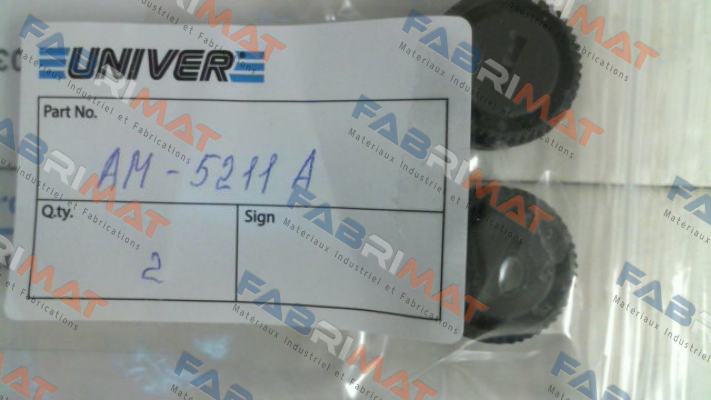 UNIVER
Part No.
AM-5211 A
Q.ty.
Sign
2
FABRIMAT
Matériaux Industriel et Fabrications